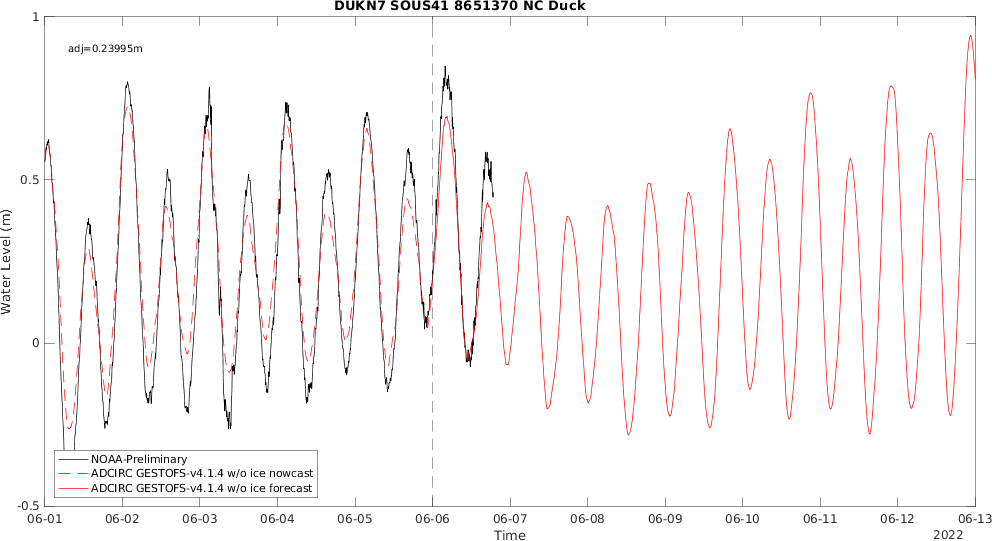 DUKN7 SOUS41 8651370 NC Duck
adj=0.23995m
1
0.5
0
-0.5
Water Level (m)
NOAA-Preliminary
ADCIRC GESTOFS-v4.1.4 w/o ice nowcast
ADCIRC GESTOFS-v4.1.4 w/o ice forecast
06-01 06-02 06-03 06-04 06-05 06-06 06-07 06-08 06-09 06-10 06-11 06-12 06-13
Time
2022